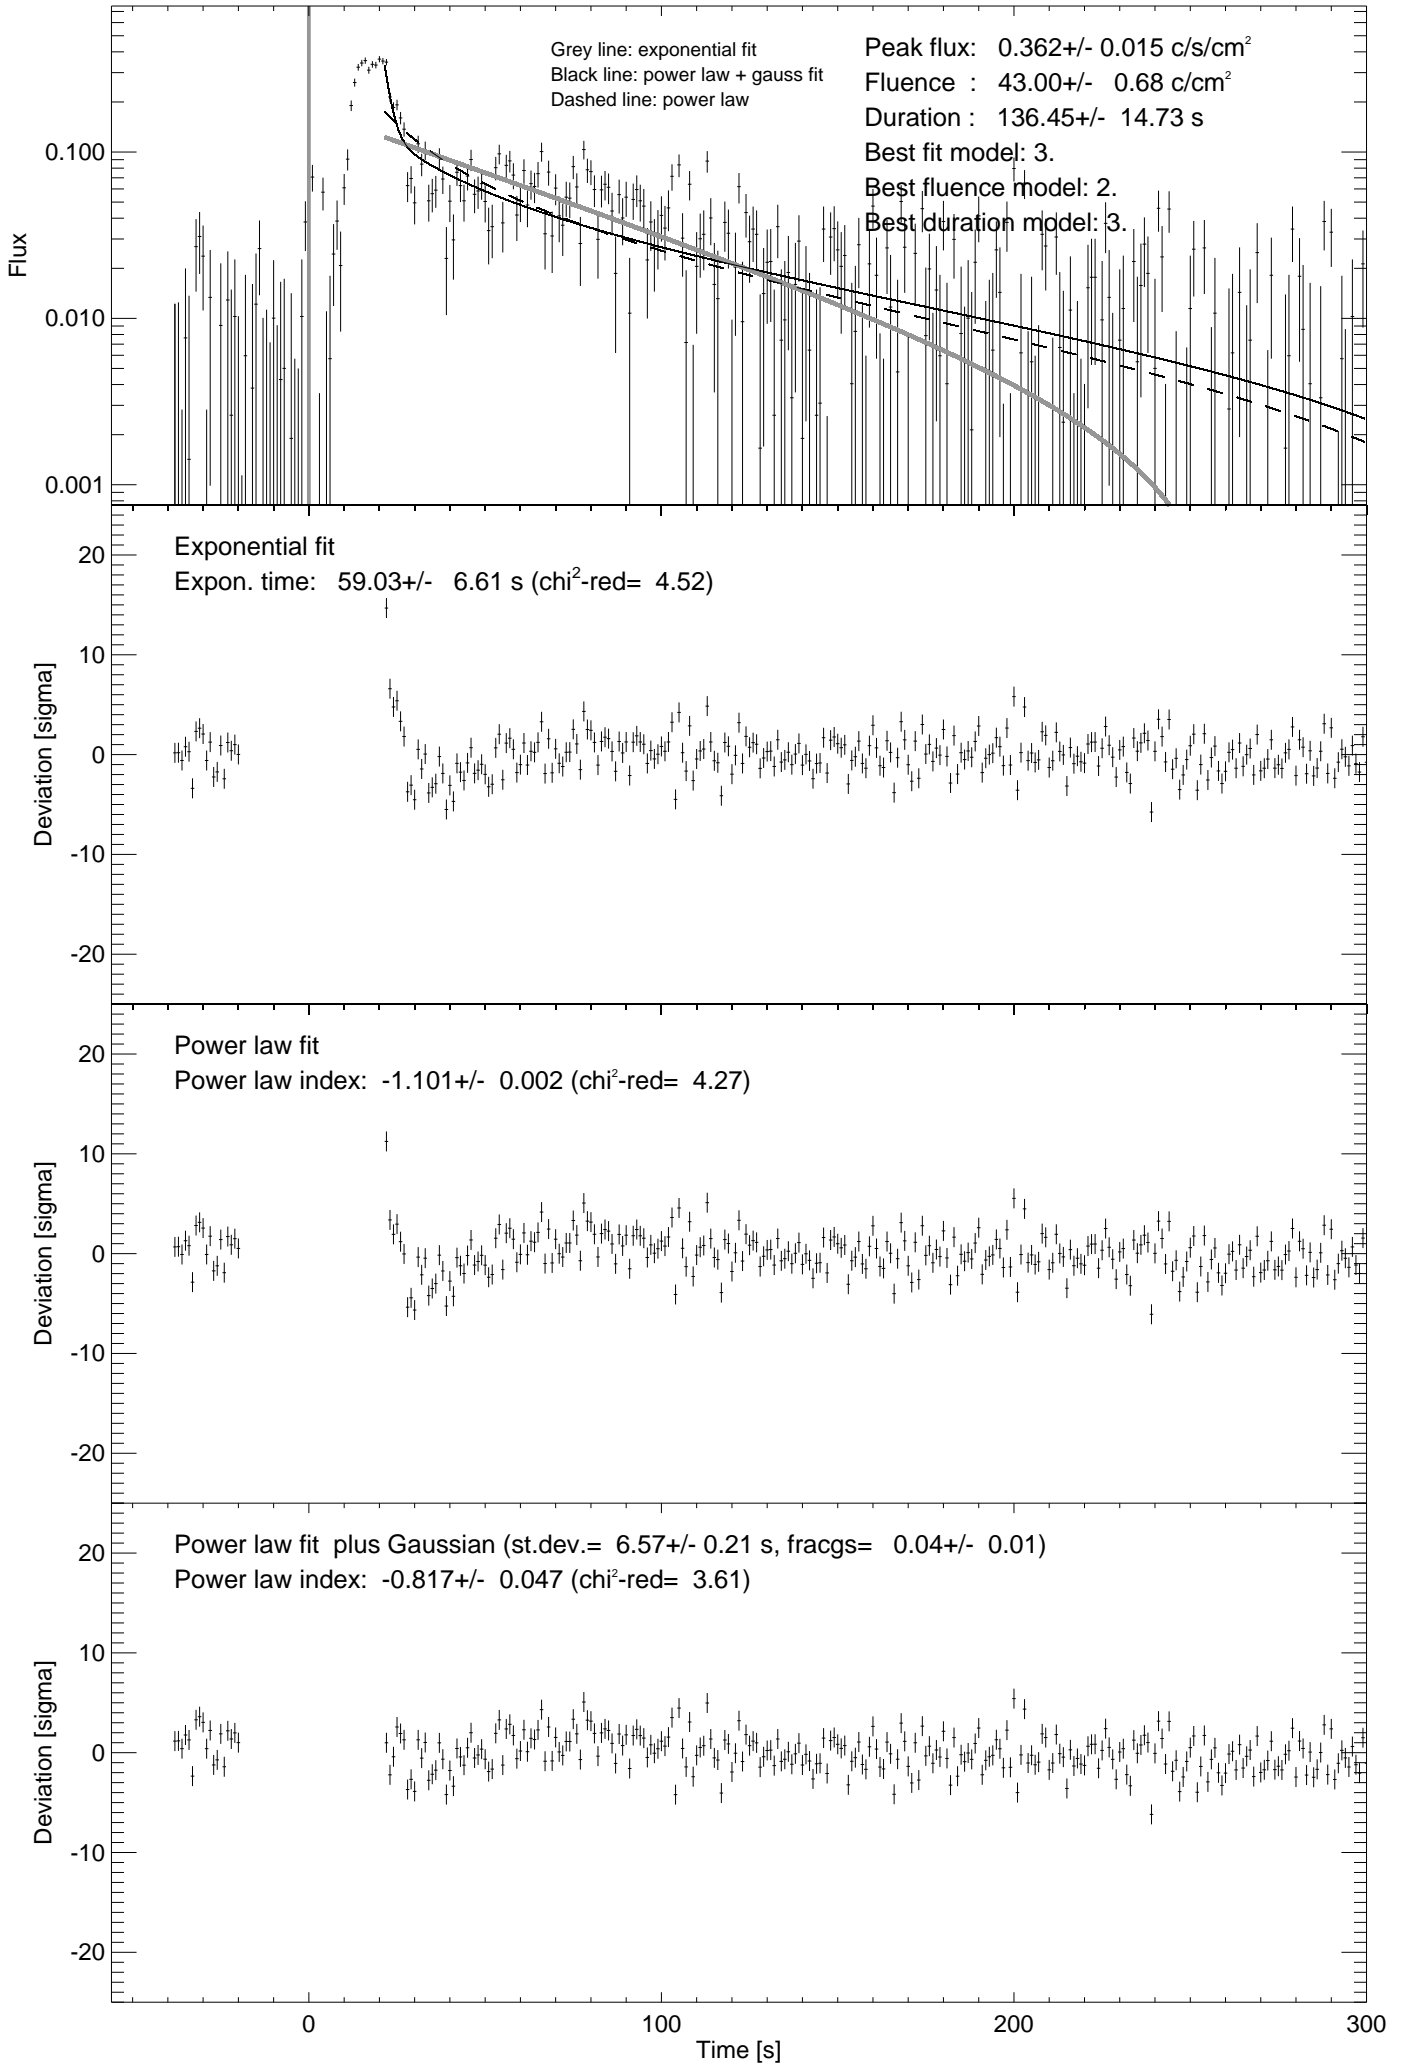 Grey line: exponential fit
Black line: power law + gauss fit
Dashed line: power law
Peak flux: 0.362+/- 0.015 c/s/cm²
Fluence : 43.00+/- 0.68 c/cm²
Duration : 136.45+/- 14.73 s
Best fit model: 3.
Best fluence model: 2.
Best duration model: 3.
0.100
0.010
0.001
Flux
Exponential fit
Expon. time: 59.03+/- 6.61 s (chi²-red= 4.52)
20
10
0
-10
-20
Deviation [sigma]
Power law fit
Power law index: -1.101+/- 0.002 (chi²-red= 4.27)
20
10
0
-10
-20
Deviation [sigma]
Power law fit plus Gaussian (st.dev.= 6.57+/- 0.21 s, fracgs= 0.04+/- 0.01)
Power law index: -0.817+/- 0.047 (chi²-red= 3.61)
20
10
0
-10
-20
Deviation [sigma]
0 100 200 300
Time [s]